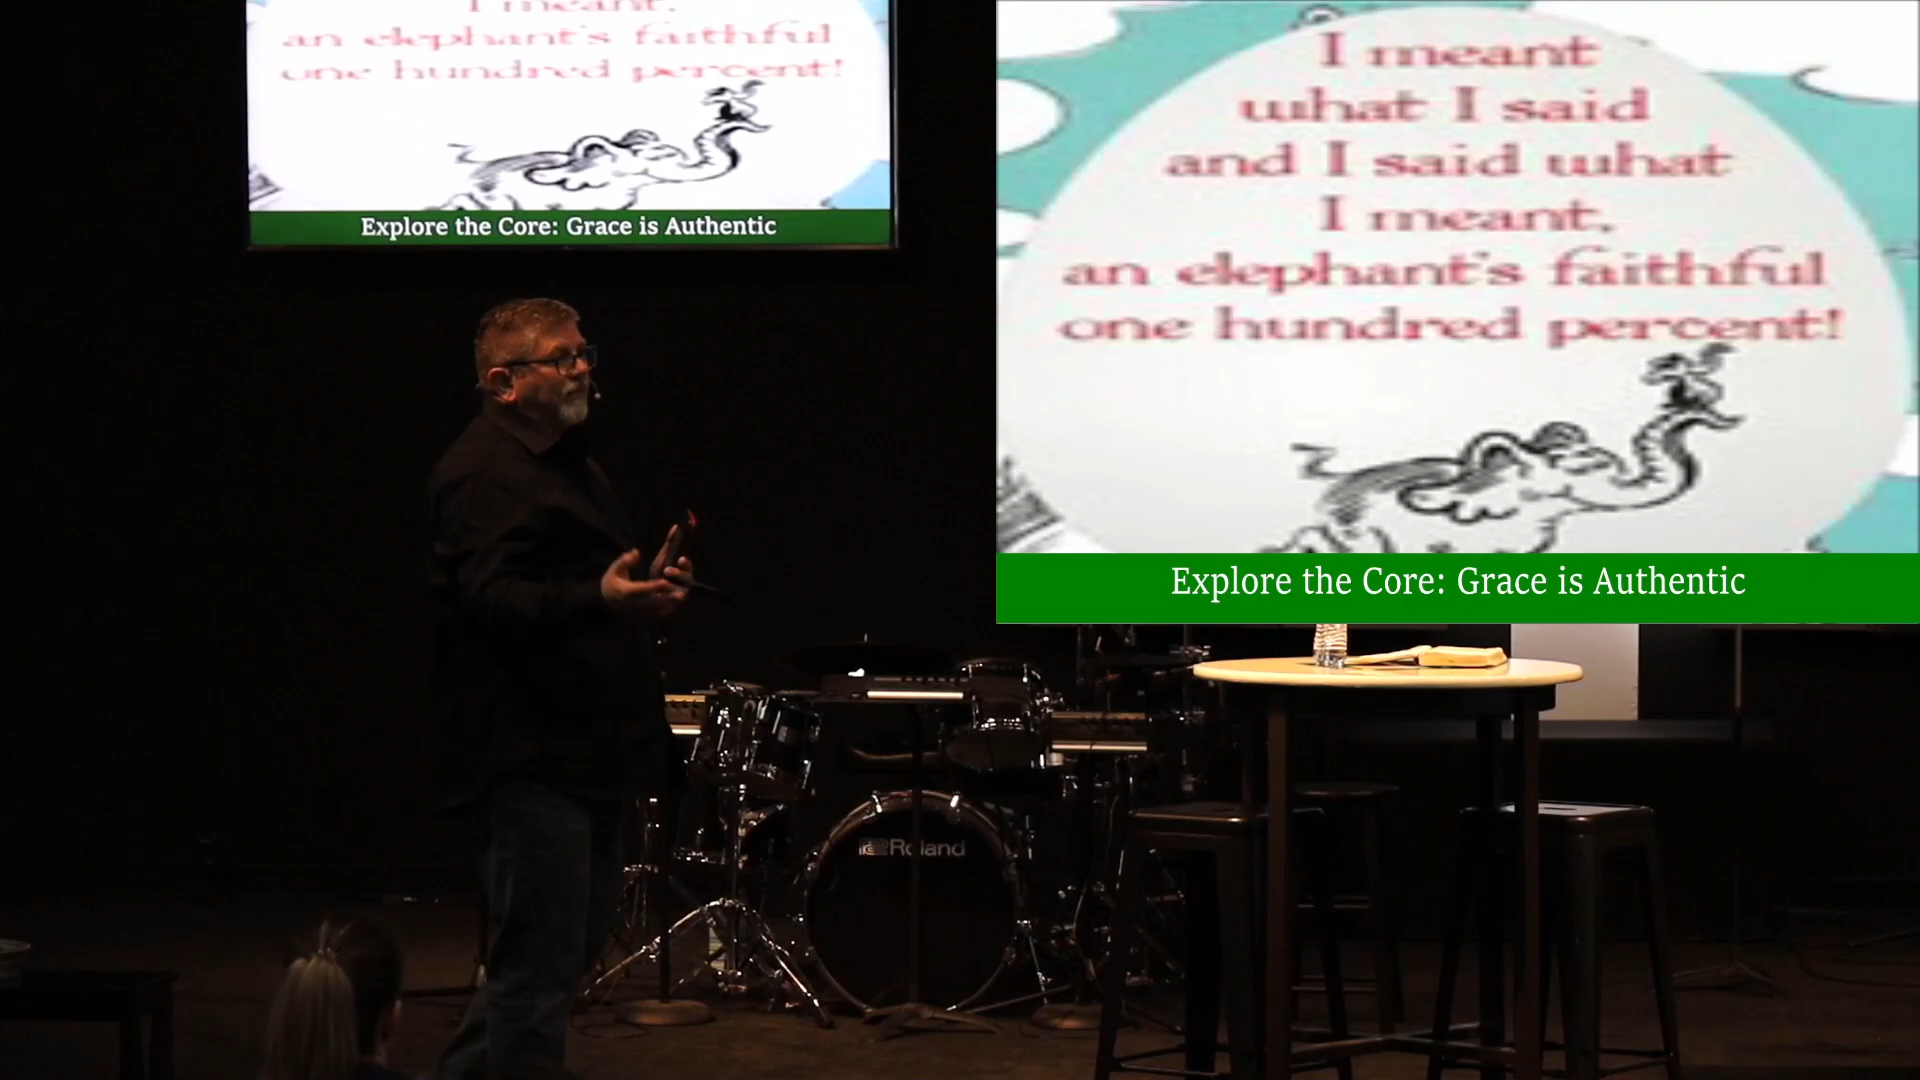 I meant,
an elephant's faithful
one hundred percent!
Explore the Core: Grace is Authentic
I meant
what I said
and I said what
I meant,
an elephant's faithful
one hundred percent!
Explore the Core: Grace is Authentic
Roland